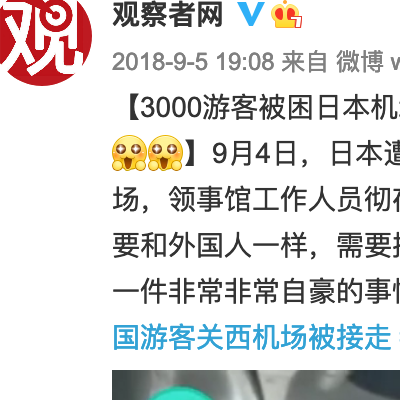 观
观察者网
2018-9-5 19:08 来自 微博 w
【3000游客被困日本机
】9月4日，日本遭
场，领事馆工作人员彻
要和外国人一样，需要
一件非常非常自豪的事
国游客关西机场被接走